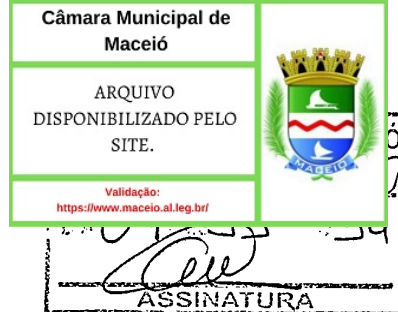 Câmara Municipal de
Maceió
ARQUIVO
DISPONIBILIZADO PELO
SITE.
Validação:
https://www.maceio.al.leg.br/
MACEIÓ
ASSINATURA